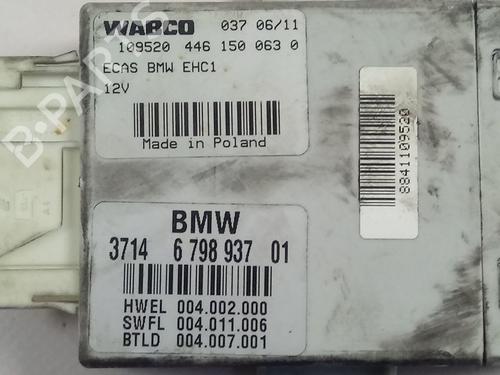 WABCO 037 06/11
109520 446 150 063 0
ECAS BMW EHC1
12V
Made in Poland
8841109520
BMW
3714 6 798 937 01
HWEL 004.002.000
SWFL 004.011.006
BTLD 004.007.001
B-PARTS